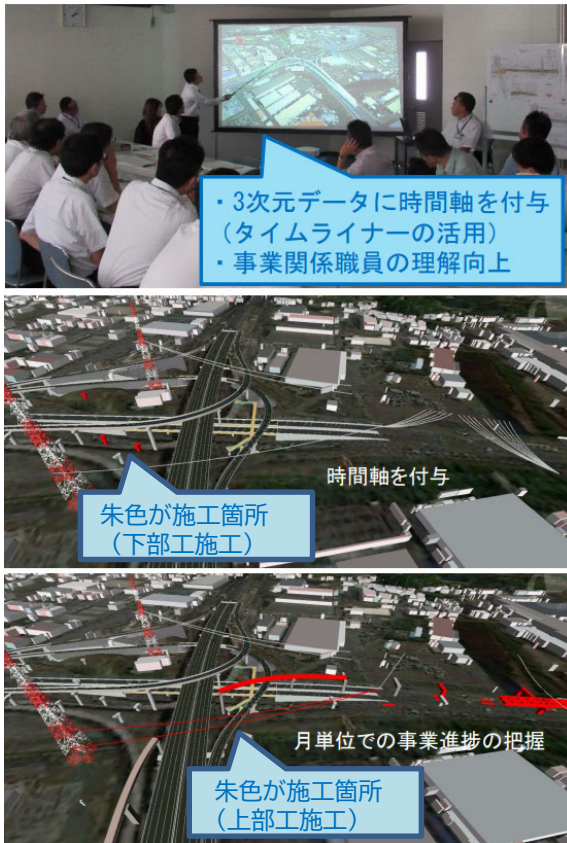 ・3次元データに時間軸を付与
（タイムライナーの活用）
・事業関係職員の理解向上
時間軸を付与
朱色が施工箇所
（下部工施工）
月単位での事業進捗の把握
朱色が施工箇所
（上部工施工）